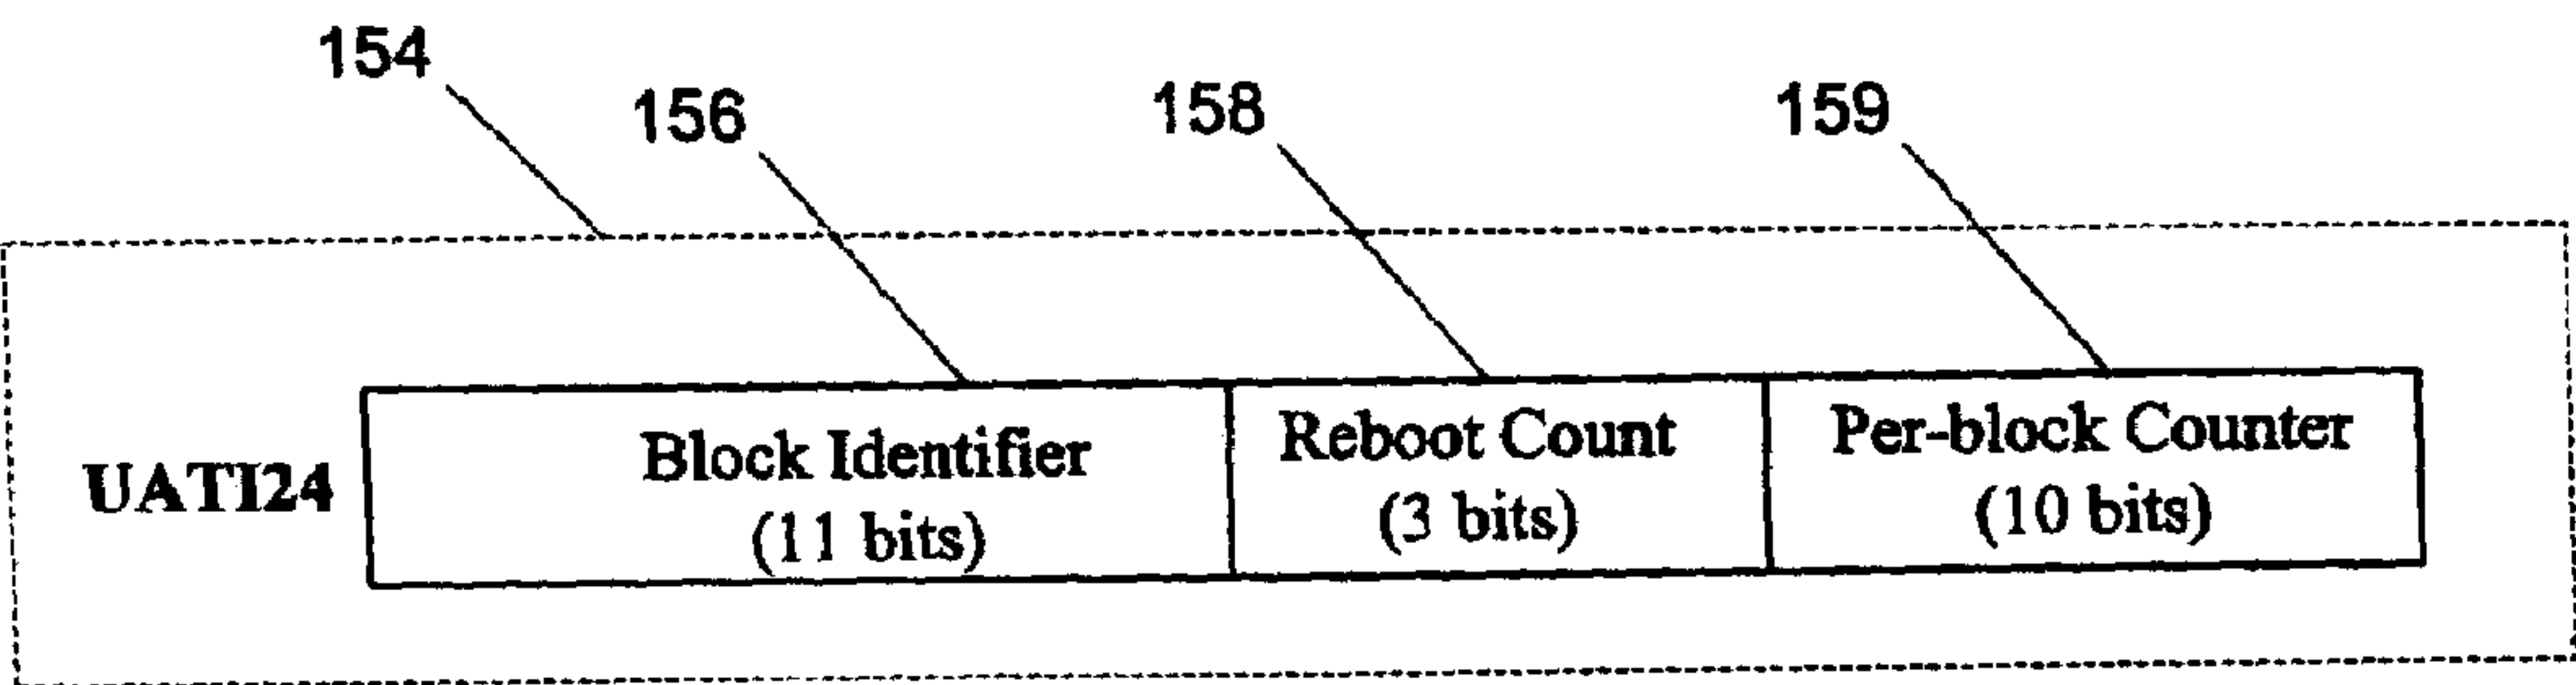 154
156
158
159
UATI24
Block Identifier
(11 bits)
Reboot Count
(3 bits)
Per-block Counter
(10 bits)